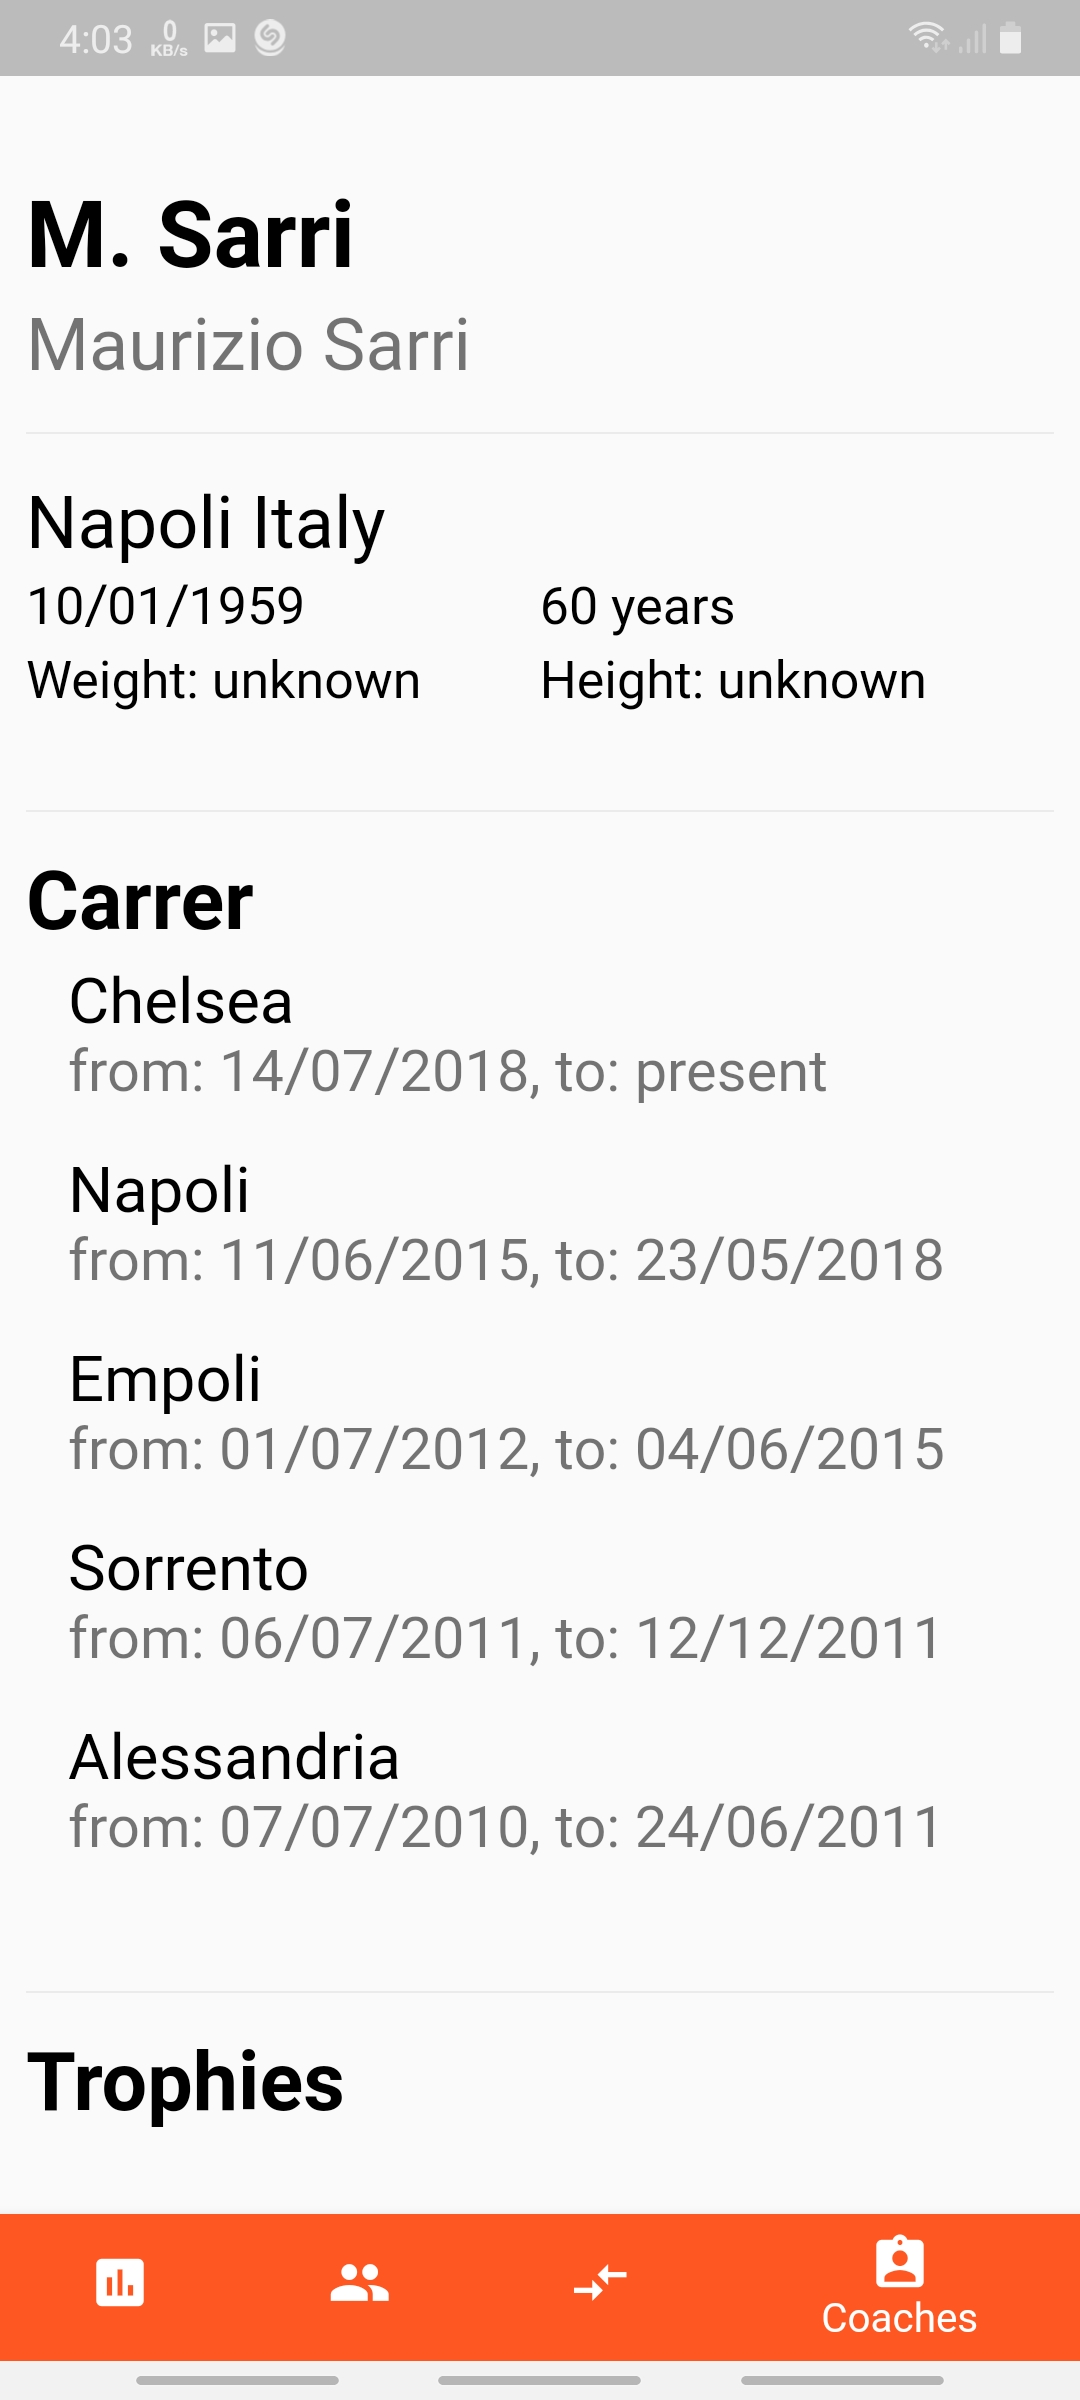 4:03 0 KB/s
M. Sarri
Maurizio Sarri
Napoli Italy
10/01/1959 60 years
Weight: unknown Height: unknown
Carrer
Chelsea
from: 14/07/2018, to: present
Napoli
from: 11/06/2015, to: 23/05/2018
Empoli
from: 01/07/2012, to: 04/06/2015
Sorrento
from: 06/07/2011, to: 12/12/2011
Alessandria
from: 07/07/2010, to: 24/06/2011
Trophies
Coaches